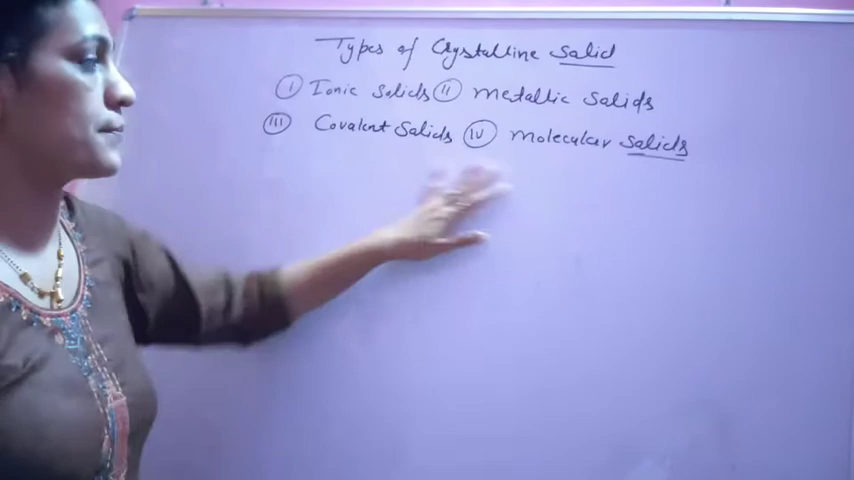 Types of Crystalline Solid
(I) Ionic Solids (II) Metallic Solids
(III) Covalent Solids (IV) Molecular Solids